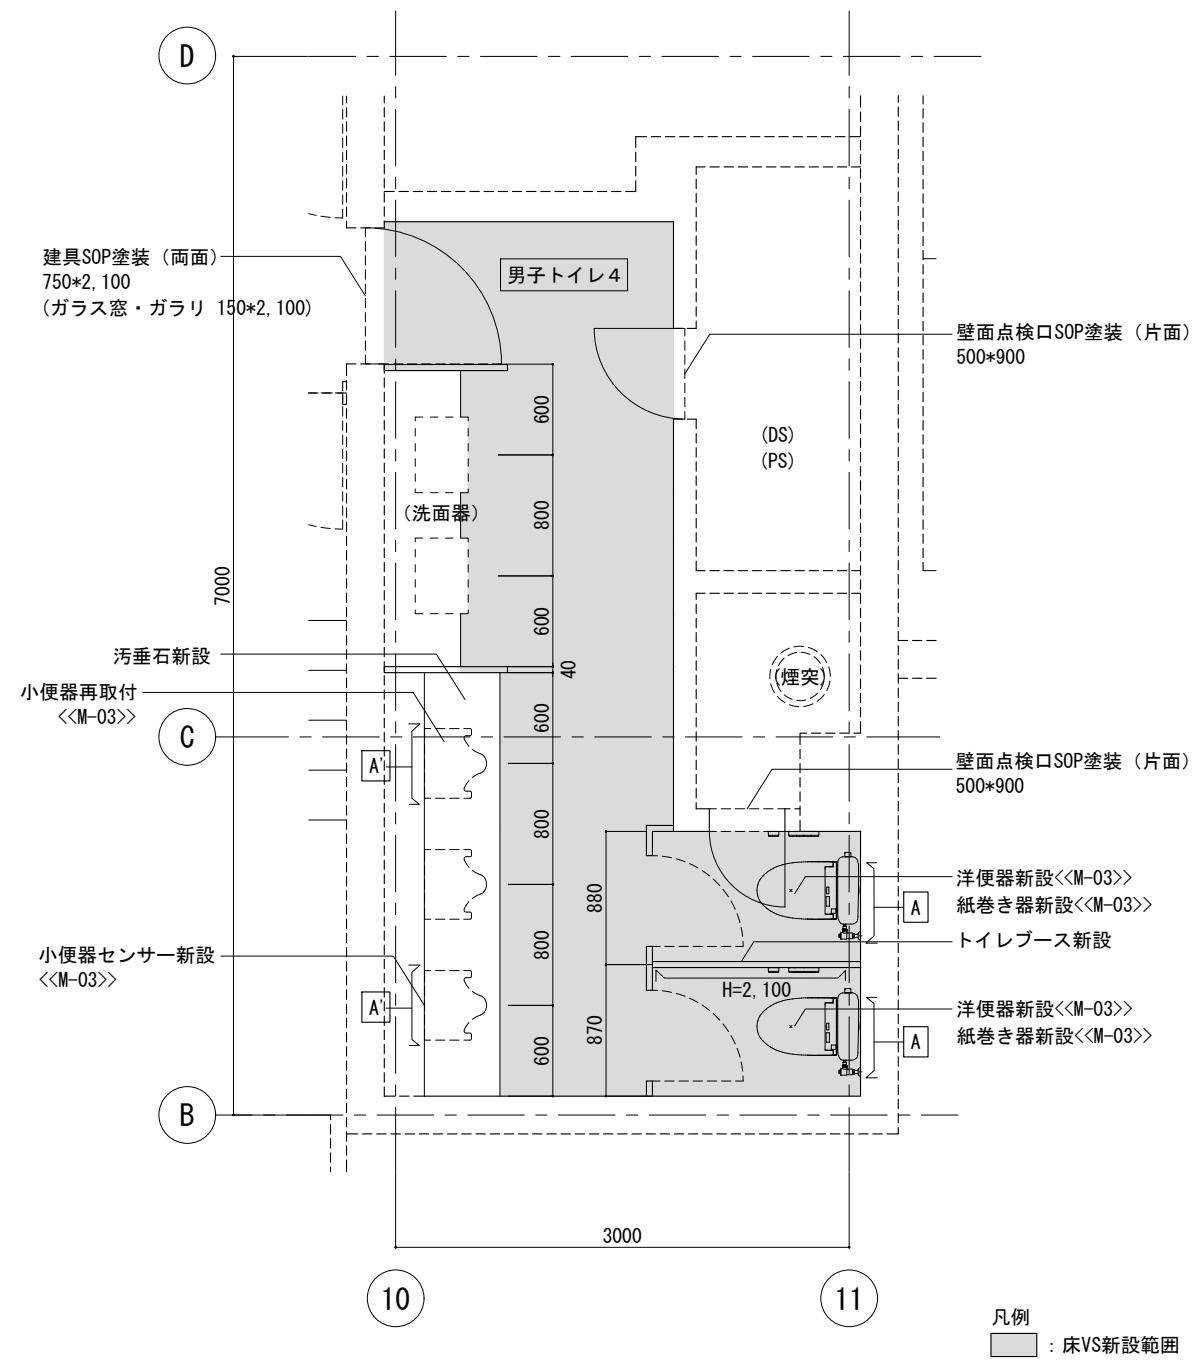 D
建具SOP塗装（両面）
750*2,100
(ガラス窓・ガラリ 150*2,100)
男子トイレ４
壁面点検口SOP塗装（片面）
500*900
600
(DS)
(PS)
800
(洗面器)
7000
600
汚垂石新設
40
(煙突)
小便器再取付
<<M-03>>
600
C
A'
壁面点検口SOP塗装（片面）
500*900
800
880
洋便器新設<<M-03>>
紙巻き器新設<<M-03>>
A
トイレブース新設
小便器センサー新設
<<M-03>>
800
H=2,100
A'
870
洋便器新設<<M-03>>
紙巻き器新設<<M-03>>
A
600
B
3000
10
11
凡例
：床VS新設範囲